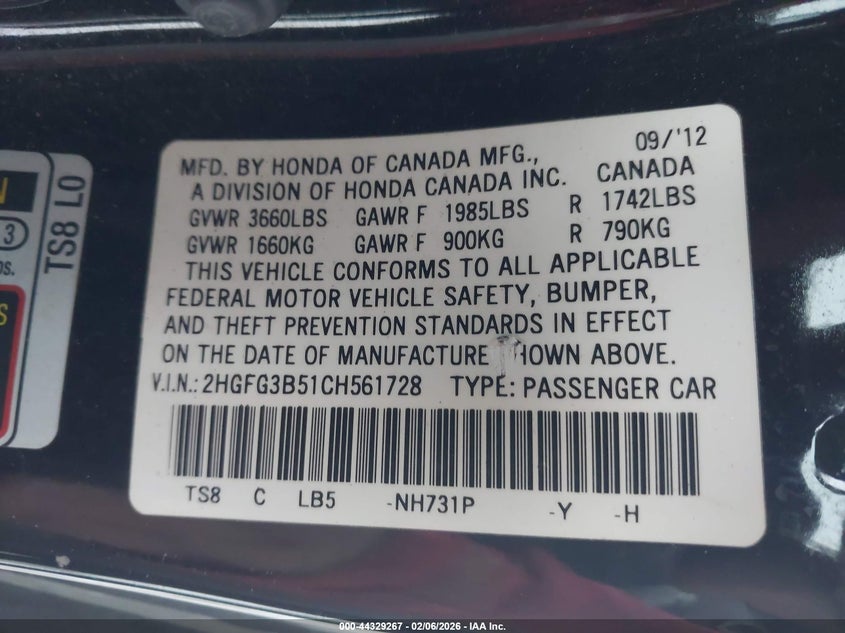 09/'12
MFD. BY HONDA OF CANADA MFG., CANADA
A DIVISION OF HONDA CANADA INC.
GVWR 3660LBS GAWR F 1985LBS R 1742LBS
GVWR 1660KG GAWR F 900KG R 790KG
THIS VEHICLE CONFORMS TO ALL APPLICABLE
FEDERAL MOTOR VEHICLE SAFETY, BUMPER,
AND THEFT PREVENTION STANDARDS IN EFFECT
ON THE DATE OF MANUFACTURE HOWN ABOVE.
V.I.N.: 2HGFG3B51CH561728 TYPE: PASSENGER CAR
TS8 C LB5 -NH731P -Y -H
TS8 L0
N
3
S
000-44329267 - 02/06/2026 - IAA Inc.